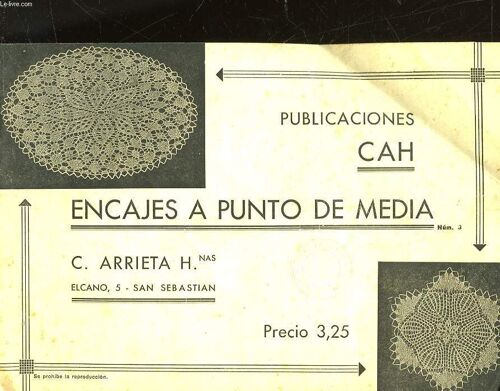 Le-livre.com
PUBLICACIONES
CAH
ENCAJES A PUNTO DE MEDIA
Núm. 3
C. ARRIETA H.NAS
ELCANO, 5 - SAN SEBASTIAN
Precio 3,25
Se prohibe la reproducción.